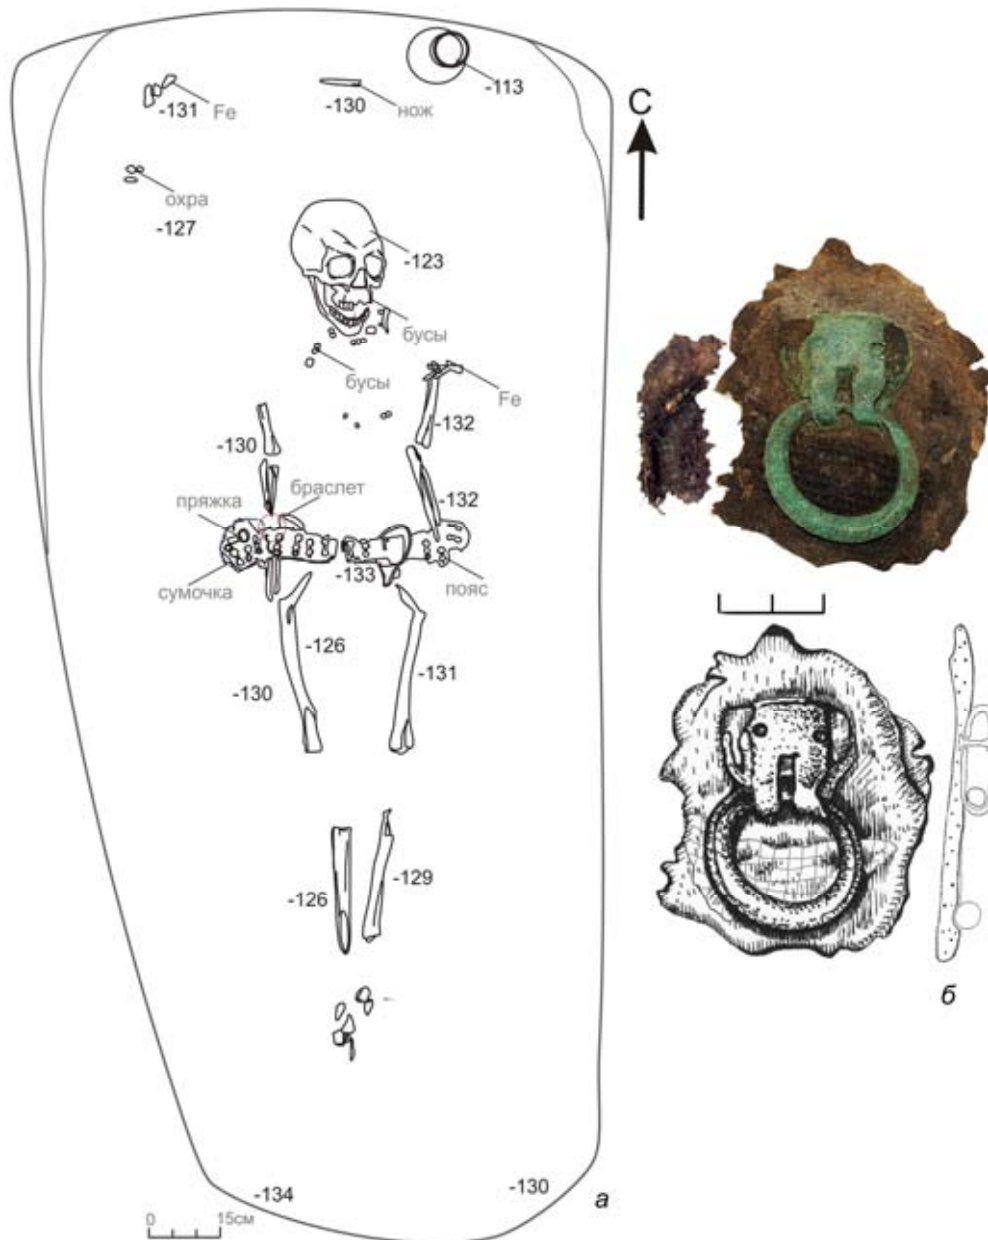 -113
-131
Fe
-130
нож
С
охра
-127
-123
бусы
бусы
Fe
-132
-130
-132
пряжка
браслет
-133
сумочка
пояс
-126
-131
-130
-129
-126
б
-134
-130
а
0 15см